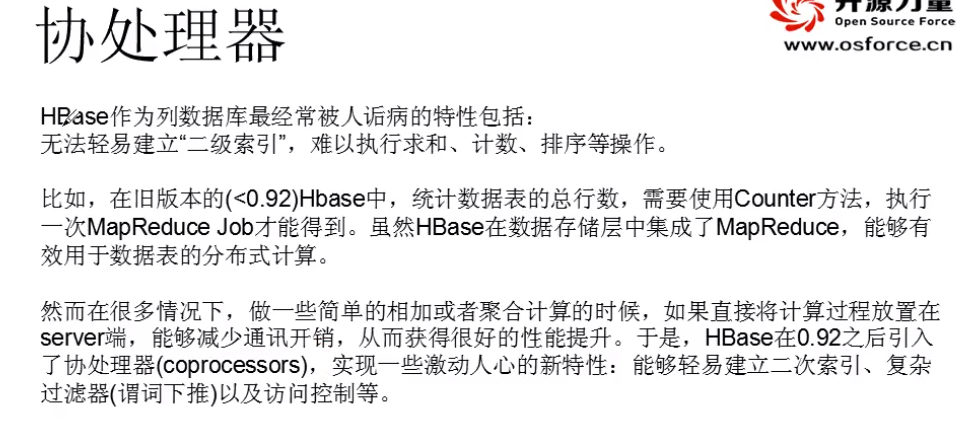 协处理器
开源力量
Open Source Force
www.osforce.cn
HBase作为列数据库最经常被人诟病的特性包括：
无法轻易建立“二级索引”，难以执行求和、计数、排序等操作。
比如，在旧版本的(<0.92)Hbase中，统计数据表的总行数，需要使用Counter方法，执行
一次MapReduce Job才能得到。虽然HBase在数据存储层中集成了MapReduce，能够有
效用于数据表的分布式计算。
然而在很多情况下，做一些简单的相加或者聚合计算的时候，如果直接将计算过程放置在
server端，能够减少通讯开销，从而获得很好的性能提升。于是，HBase在0.92之后引入
了协处理器(coprocessors)，实现一些激动人心的新特性：能够轻易建立二次索引、复杂
过滤器(谓词下推)以及访问控制等。